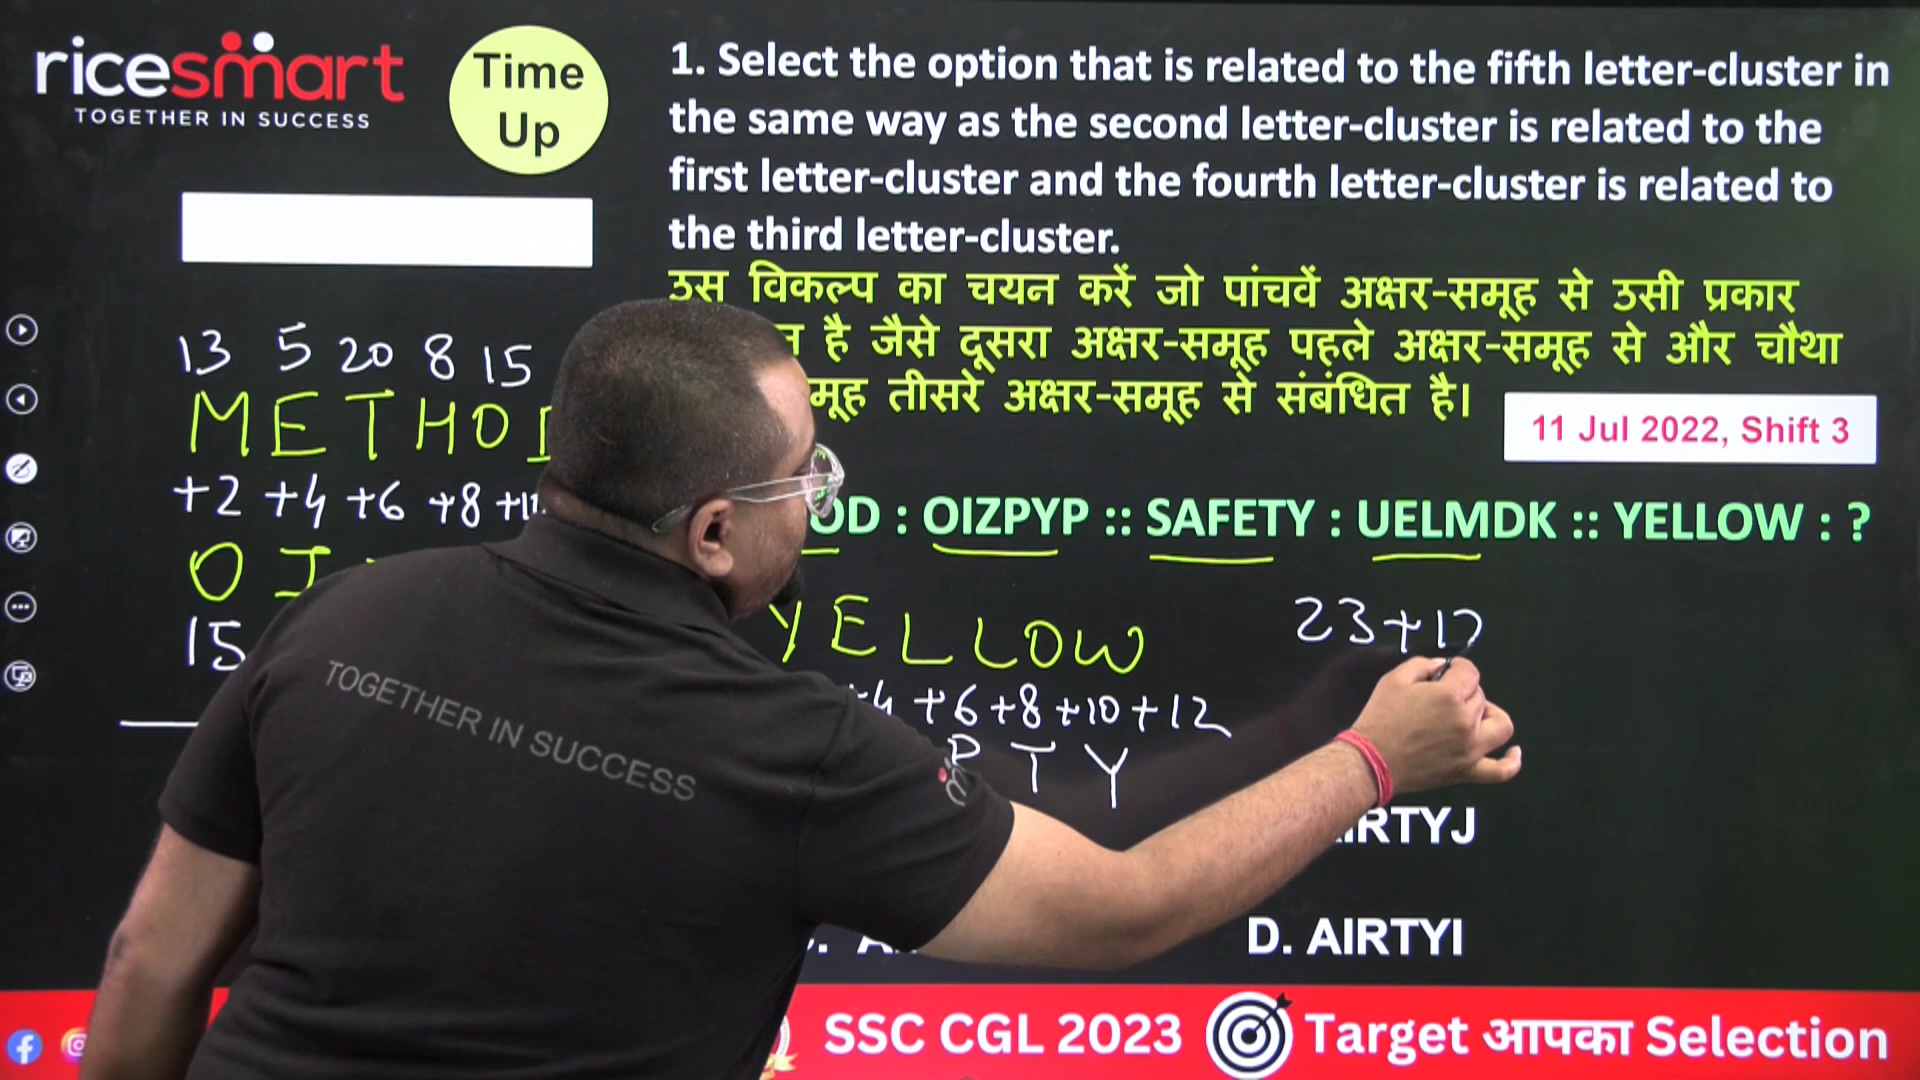 ricesmart
TOGETHER IN SUCCESS
Time
Up
1. Select the option that is related to the fifth letter-cluster in
the same way as the second letter-cluster is related to the
first letter-cluster and the fourth letter-cluster is related to
the third letter-cluster.
उस विकल्प का चयन करें जो पांचवें अक्षर-समूह से उसी प्रकार
है जैसे दूसरा अक्षर-समूह पहले अक्षर-समूह से और चौथा
तीसरे अक्षर-समूह से संबंधित है।
11 Jul 2022, Shift 3
13 5 20 8 15
METHO
+2 +4 +6 +8
O I
15
OD : OIZPYP :: SAFETY : UELMDK :: YELLOW : ?
YELLOW
23+12
+6 +8 +10 +12
R T Y
IRTYJ
D. AIRTYI
TOGETHER IN SUCCESS
SSC CGL 2023
Target आपका Selection